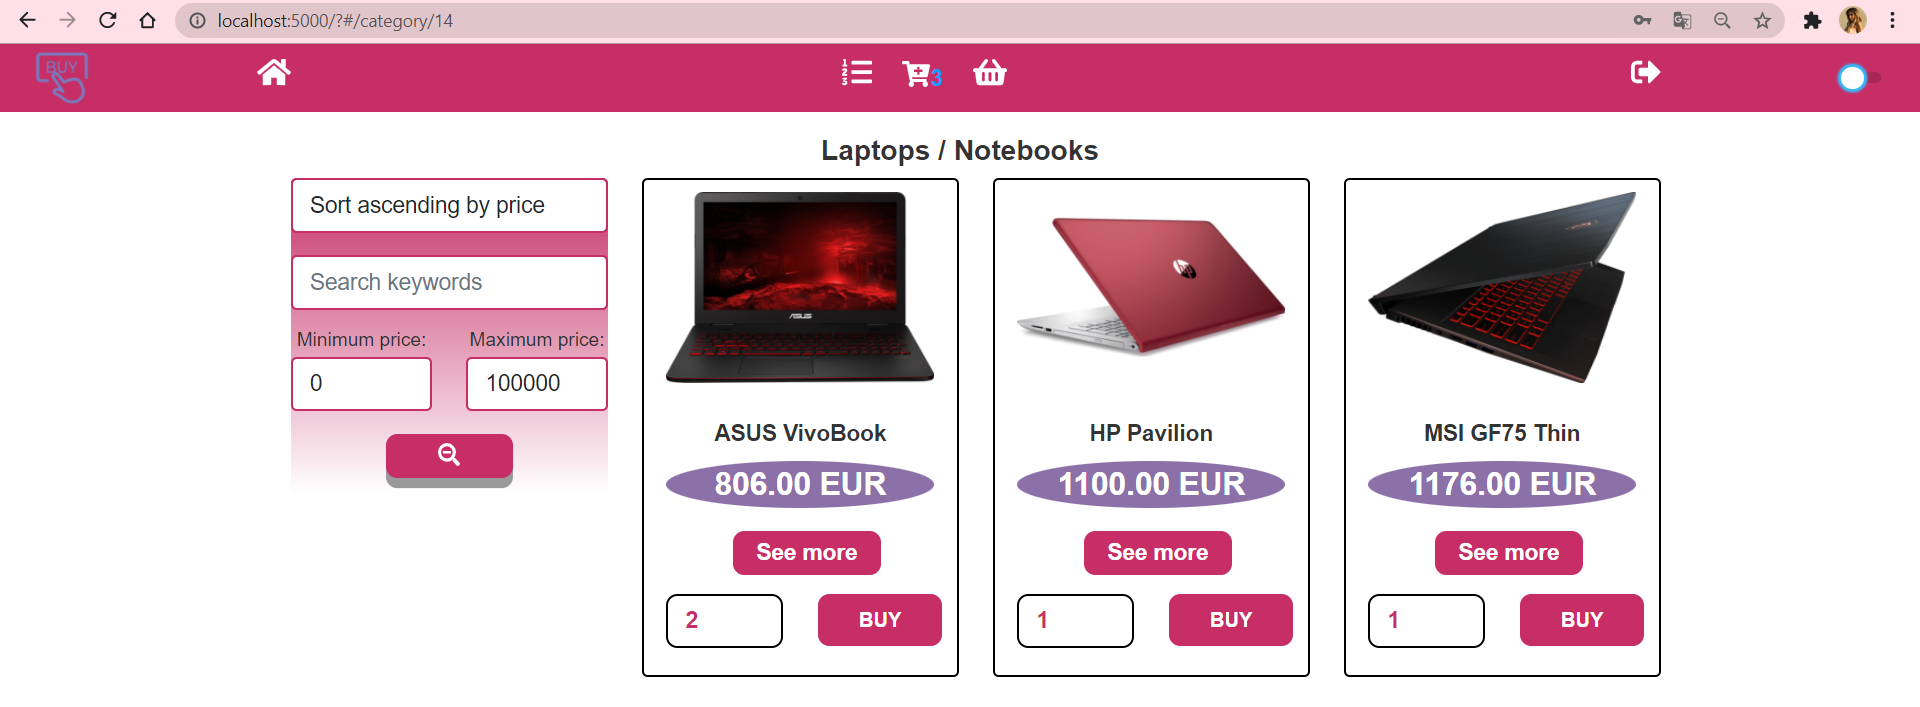 localhost:5000/?#/category/14
BUY
3
Laptops / Notebooks
Sort ascending by price
Search keywords
Minimum price:
Maximum price:
0
100000
ASUS
ASUS VivoBook
806.00 EUR
See more
2
BUY
hp
HP Pavilion
1100.00 EUR
See more
1
BUY
MSI GF75 Thin
1176.00 EUR
See more
1
BUY